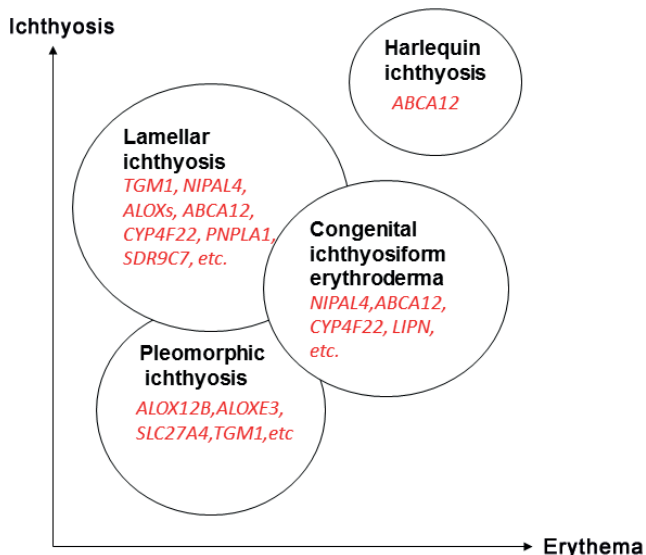 Ichthyosis
Harlequin
ichthyosis
ABCA12
Lamellar
ichthyosis
TGM1, NIPAL4,
ALOXs, ABCA12,
CYP4F22, PNPLA1,
SDR9C7, etc.
Congenital
ichthyosiform
erythroderma
NIPAL4,ABCA12,
CYP4F22, LIPN,
etc.
Pleomorphic
ichthyosis
ALOX12B,ALOXE3,
SLC27A4,TGM1,etc
Erythema